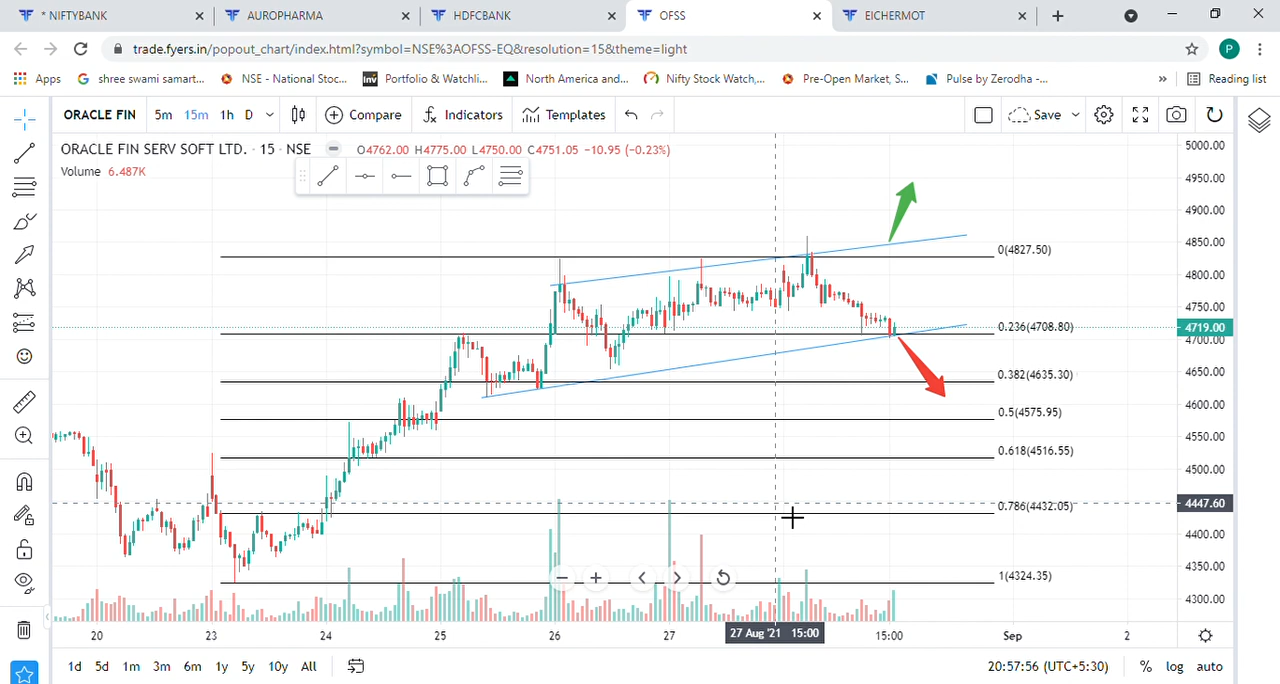 * NIFTYBANK
AUROPHARMA
HDFCBANK
OFSS
EICHERMOT
trade.fyers.in/popout_chart/index.html?symbol=NSE%3AOFSS-EQ&resolution=15&theme=light
P
Apps
shree swami samart...
NSE - National Stoc...
Portfolio & Watchli...
North America and...
Nifty Stock Watch,...
Pre-Open Market, S...
Pulse by Zerodha -...
»
Reading list
ORACLE FIN
5m 15m 1h D
Compare
Indicators
Templates
Save
ORACLE FIN SERV SOFT LTD. · 15 · NSE
O4762.00 H4775.00 L4750.00 C4751.05 −10.95 (−0.23%)
Volume 6.487K
5000.00
4950.00
4900.00
4850.00
4800.00
4750.00
4719.00
4700.00
4650.00
4600.00
4550.00
4500.00
4447.60
4400.00
4350.00
4300.00
0(4827.50)
0.236(4708.80)
0.382(4635.30)
0.5(4575.95)
0.618(4516.55)
0.786(4432.05)
1(4324.35)
20 23 24 25 26 27 27 Aug '21 15:00 15:00 Sep 2
1d 5d 1m 3m 6m 1y 5y 10y All
20:57:56 (UTC+5:30) % log auto